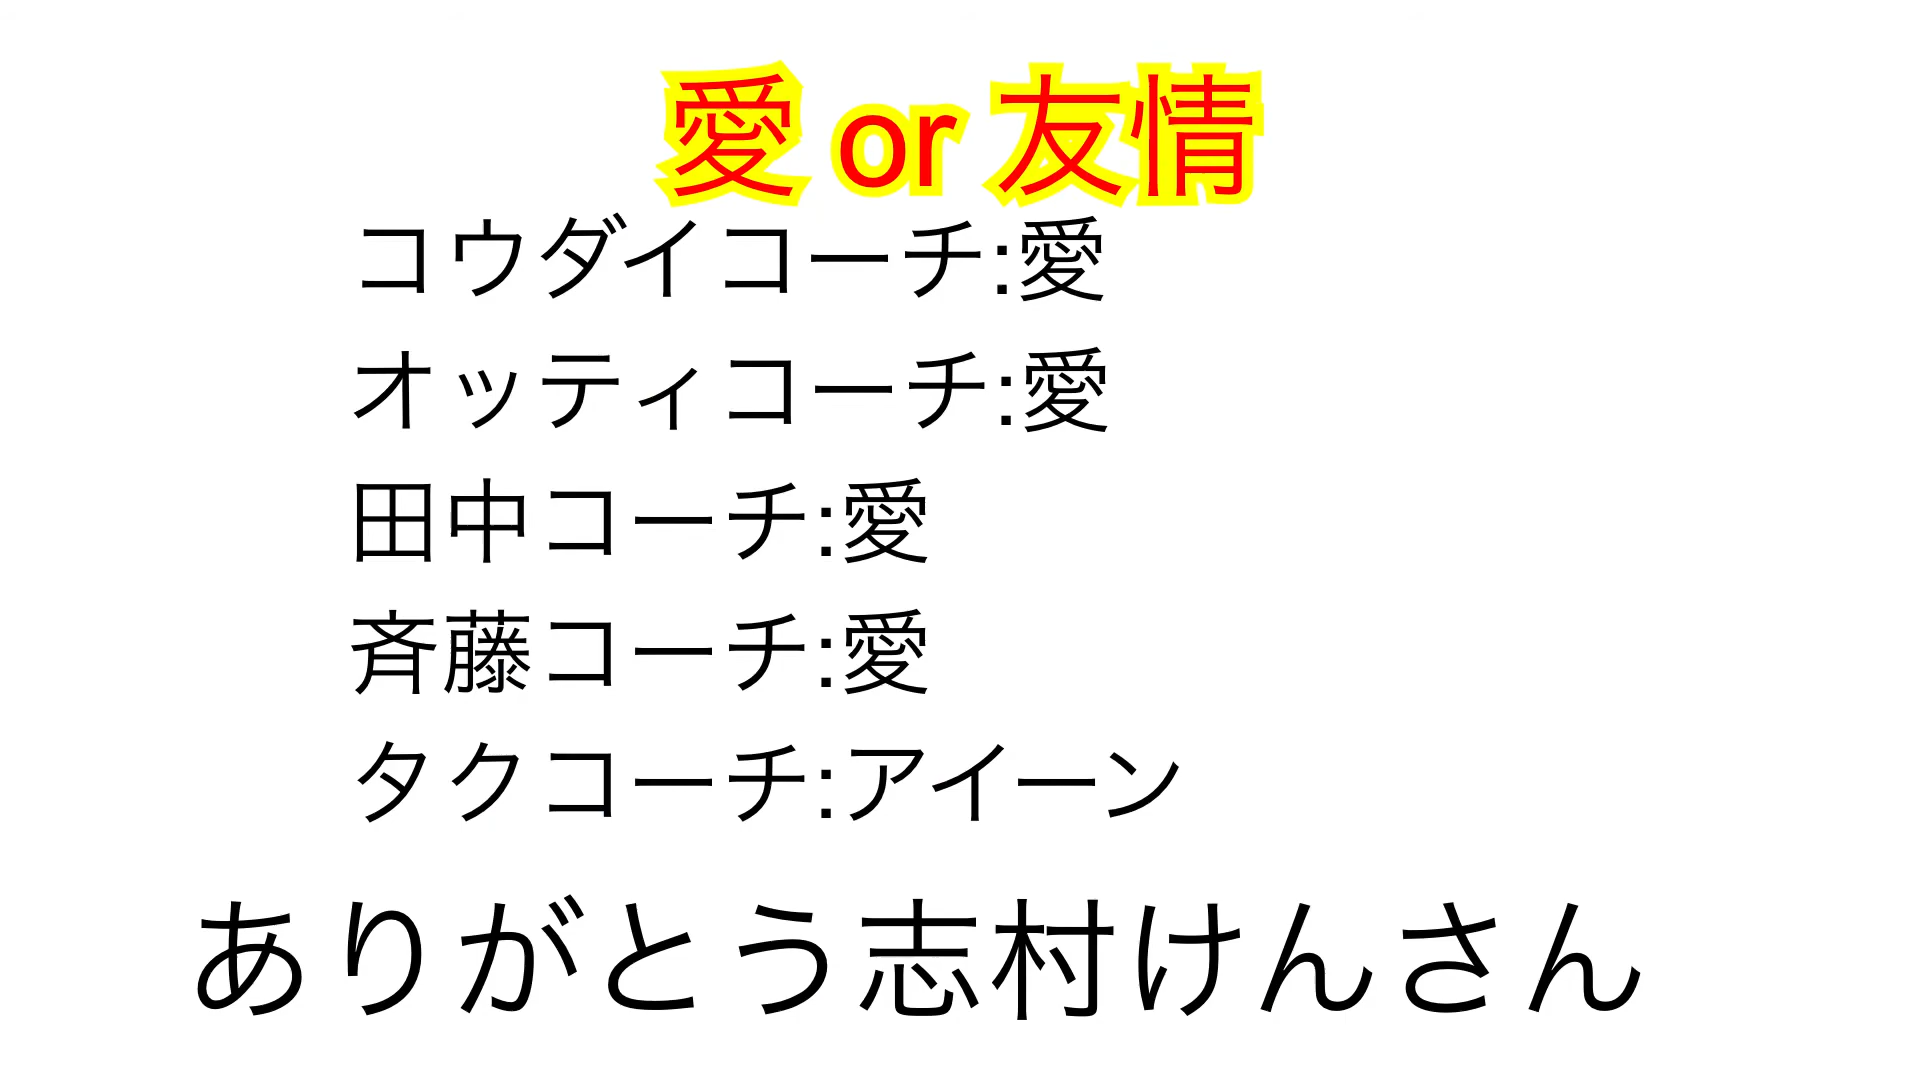 愛 or 友情
コウダイコーチ:愛
オッティコーチ:愛
田中コーチ:愛
斉藤コーチ:愛
タクコーチ:アイーン
ありがとう志村けんさん